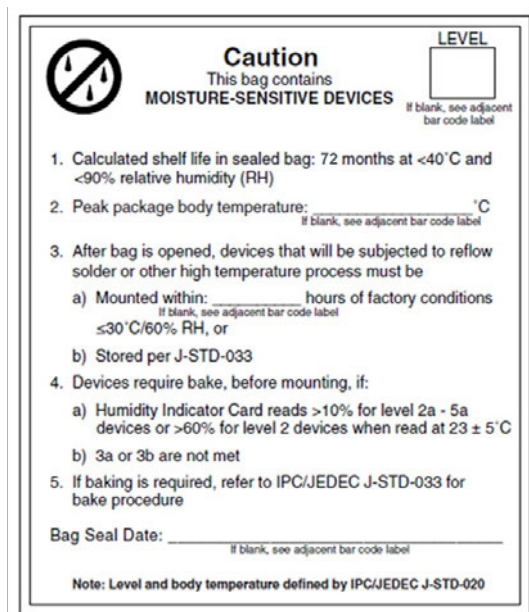 LEVEL
Caution
This bag contains
MOISTURE-SENSITIVE DEVICES
If blank, see adjacent
bar code label
1. Calculated shelf life in sealed bag: 72 months at <40˚C and
<90% relative humidity (RH)
2. Peak package body temperature: ____________________˚C
If blank, see adjacent bar code label
3. After bag is opened, devices that will be subjected to reflow
solder or other high temperature process must be
a) Mounted within: ___________ hours of factory conditions
If blank, see adjacent bar code label
≤30˚C/60% RH, or
b) Stored per J-STD-033
4. Devices require bake, before mounting, if:
a) Humidity Indicator Card reads >10% for level 2a - 5a
devices or >60% for level 2 devices when read at 23 ± 5˚C
b) 3a or 3b are not met
5. If baking is required, refer to IPC/JEDEC J-STD-033 for
bake procedure
Bag Seal Date: ________________________________________
If blank, see adjacent bar code label
Note: Level and body temperature defined by IPC/JEDEC J-STD-020